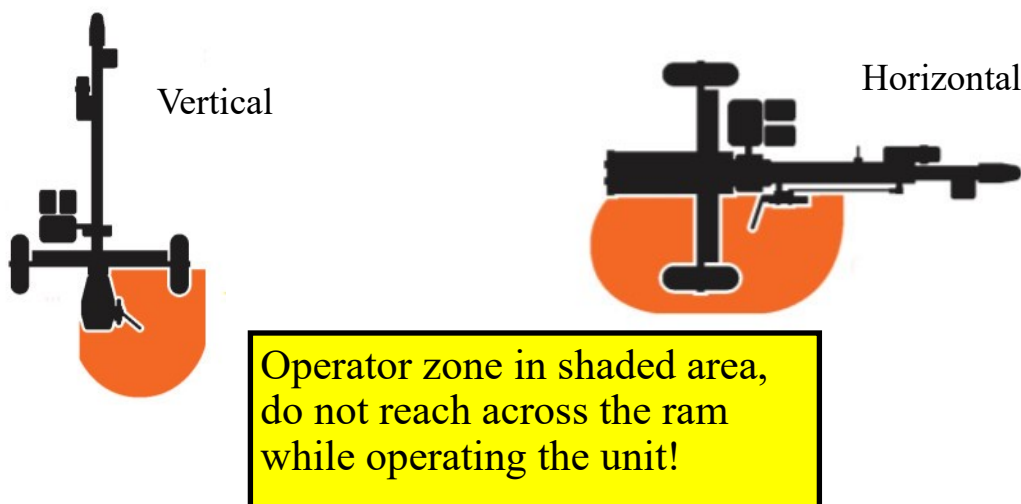 Vertical
Horizontal
Operator zone in shaded area,
do not reach across the ram
while operating the unit!